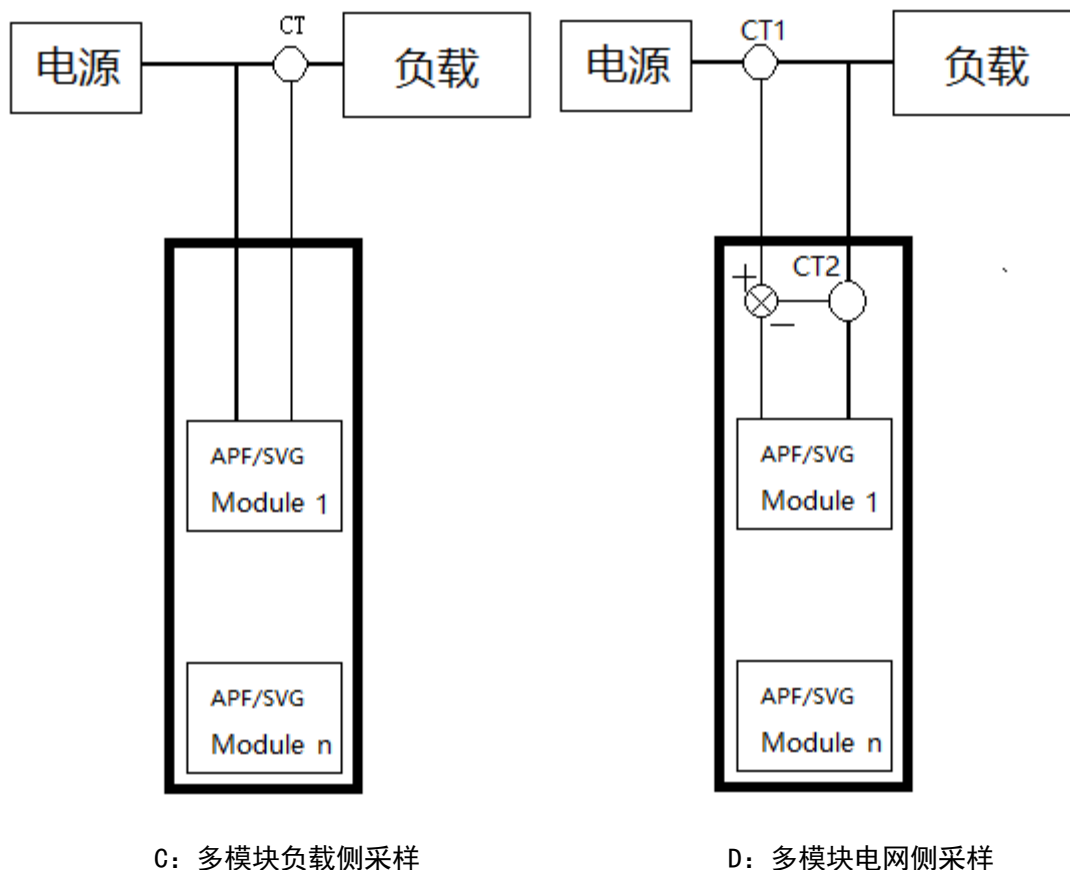 CT
电源
负载
APF/SVG
Module 1
APF/SVG
Module n
C: 多模块负载侧采样
CT1
电源
负载
+
CT2
—
APF/SVG
Module 1
APF/SVG
Module n
D: 多模块电网侧采样